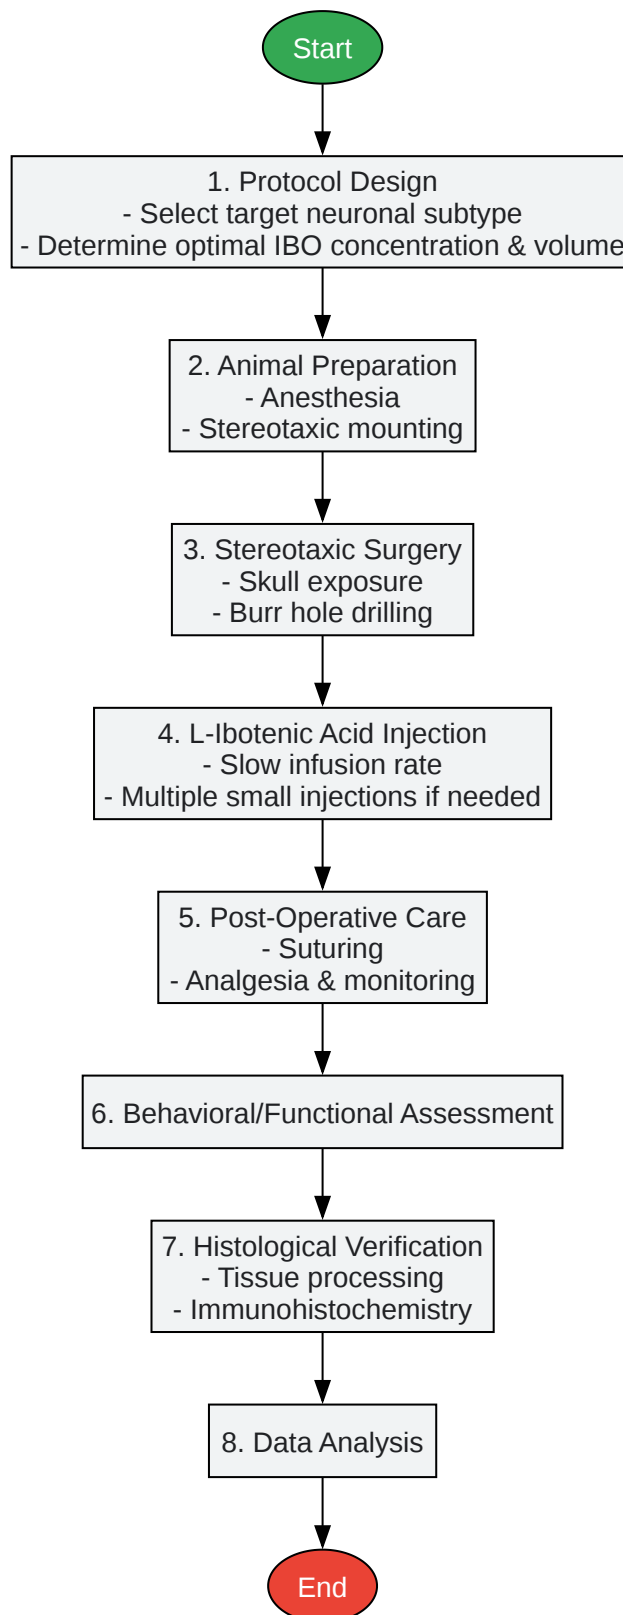 Start
1. Protocol Design
- Select target neuronal subtype
- Determine optimal IBO concentration & volume
2. Animal Preparation
- Anesthesia
- Stereotaxic mounting
3. Stereotaxic Surgery
- Skull exposure
- Burr hole drilling
4. L-Ibotenic Acid Injection
- Slow infusion rate
- Multiple small injections if needed
5. Post-Operative Care
- Suturing
- Analgesia & monitoring
6. Behavioral/Functional Assessment
7. Histological Verification
- Tissue processing
- Immunohistochemistry
8. Data Analysis
End